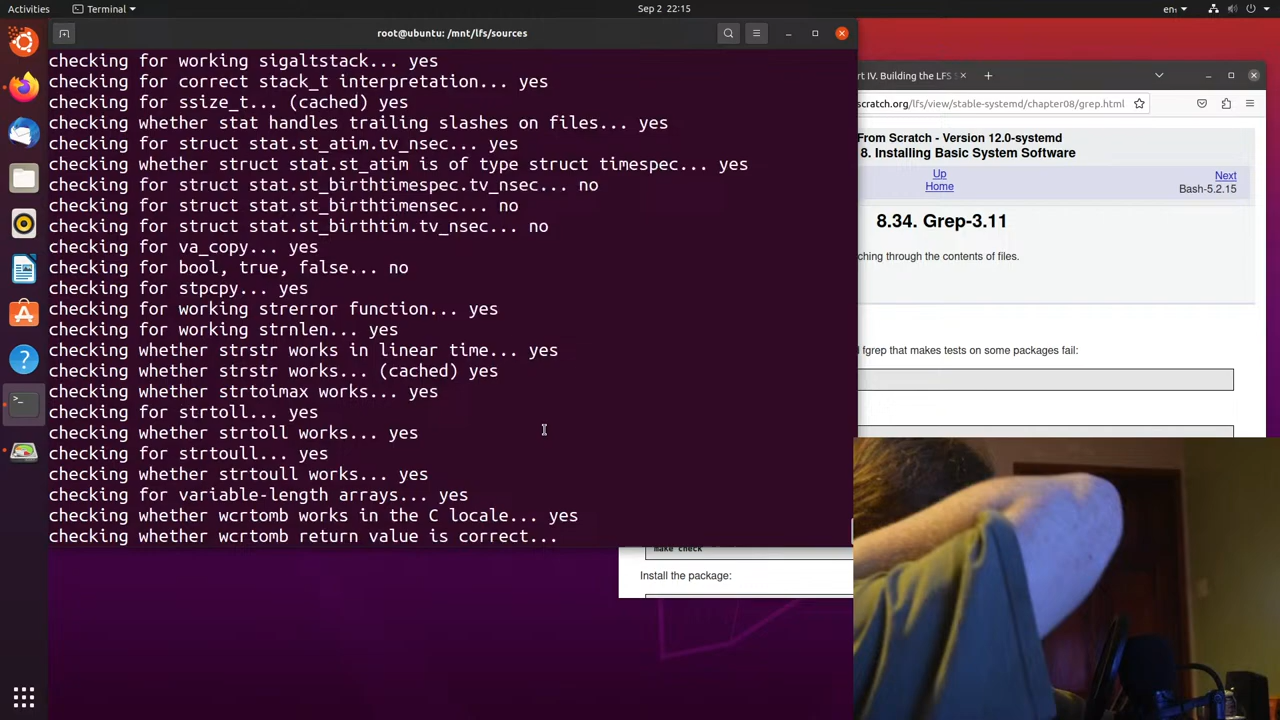 Activities
Terminal
Sep 2 22:15
en
root@ubuntu: /mnt/lfs/sources
checking for working sigaltstack... yes
checking for correct stack_t interpretation... yes
checking for ssize_t... (cached) yes
checking whether stat handles trailing slashes on files... yes
checking for struct stat.st_atim.tv_nsec... yes
checking whether struct stat.st_atim is of type struct timespec... yes
checking for struct stat.st_birthtimespec.tv_nsec... no
checking for struct stat.st_birthtimensec... no
checking for struct stat.st_birthtim.tv_nsec... no
checking for va_copy... yes
checking for bool, true, false... no
checking for stpcpy... yes
checking for working strerror function... yes
checking for working strnlen... yes
checking whether strstr works in linear time... yes
checking whether strstr works... (cached) yes
checking whether strtoimax works... yes
checking for strtoll... yes
checking whether strtoll works... yes
checking for strtoull... yes
checking whether strtoull works... yes
checking for variable-length arrays... yes
checking whether wcrtomb works in the C locale... yes
checking whether wcrtomb return value is correct...
rt IV. Building the LFS S
scratch.org/lfs/view/stable-systemd/chapter08/grep.html
From Scratch - Version 12.0-systemd
8. Installing Basic System Software
Up
Home
Next
Bash-5.2.15
8.34. Grep-3.11
ching through the contents of files.
d fgrep that makes tests on some packages fail:
make check
Install the package: